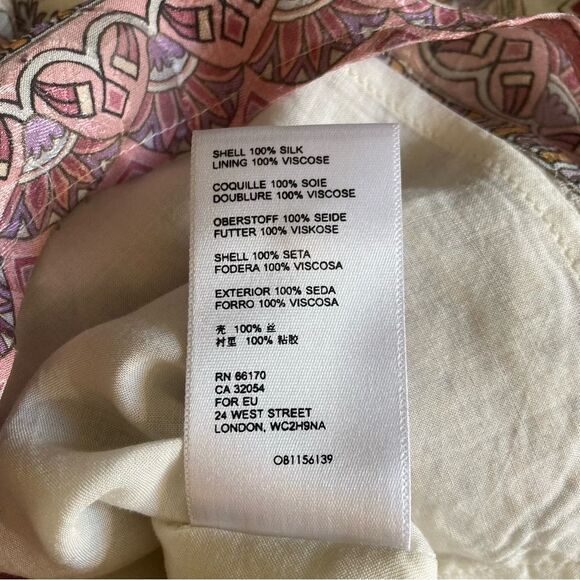 SHELL 100% SILK
LINING 100% VISCOSE
COQUILLE 100% SOIE
DOUBLURE 100% VISCOSE
OBERSTOFF 100% SEIDE
FUTTER 100% VISKOSE
SHELL 100% SETA
FODERA 100% VISCOSA
EXTERIOR 100% SEDA
FORRO 100% VISCOSA
壳 100% 丝
衬里 100% 粘胶
RN 66170
CA 32054
FOR EU
24 WEST STREET
LONDON, WC2H9NA
OB1156139